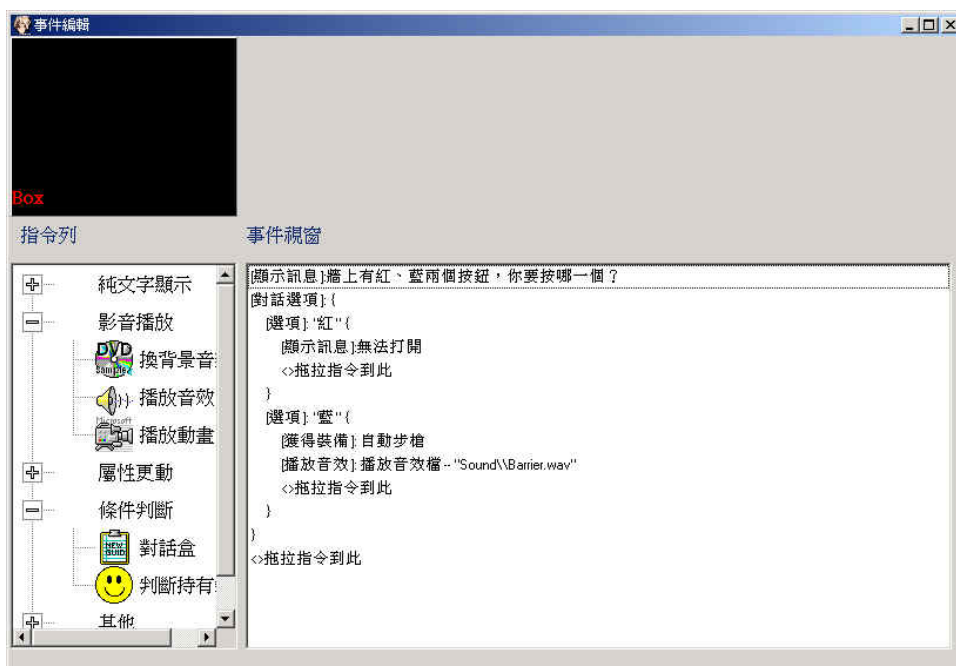 事件編輯
Box
指令列
事件視窗
純文字顯示
影音播放
換背景音
播放音效
播放動畫
屬性更動
條件判斷
對話盒
判斷持有
其他
[顯示訊息]:牆上有紅、藍兩個按鈕，你要按哪一個？
[對話選項]: {
[選項]: "紅" {
[顯示訊息]:無法打開
<>拖拉指令到此
}
[選項]: "藍" {
[獲得裝備]: 自動步槍
[播放音效]: 播放音效檔 -- "Sound\\Barrier.wav"
<>拖拉指令到此
}
}
<>拖拉指令到此